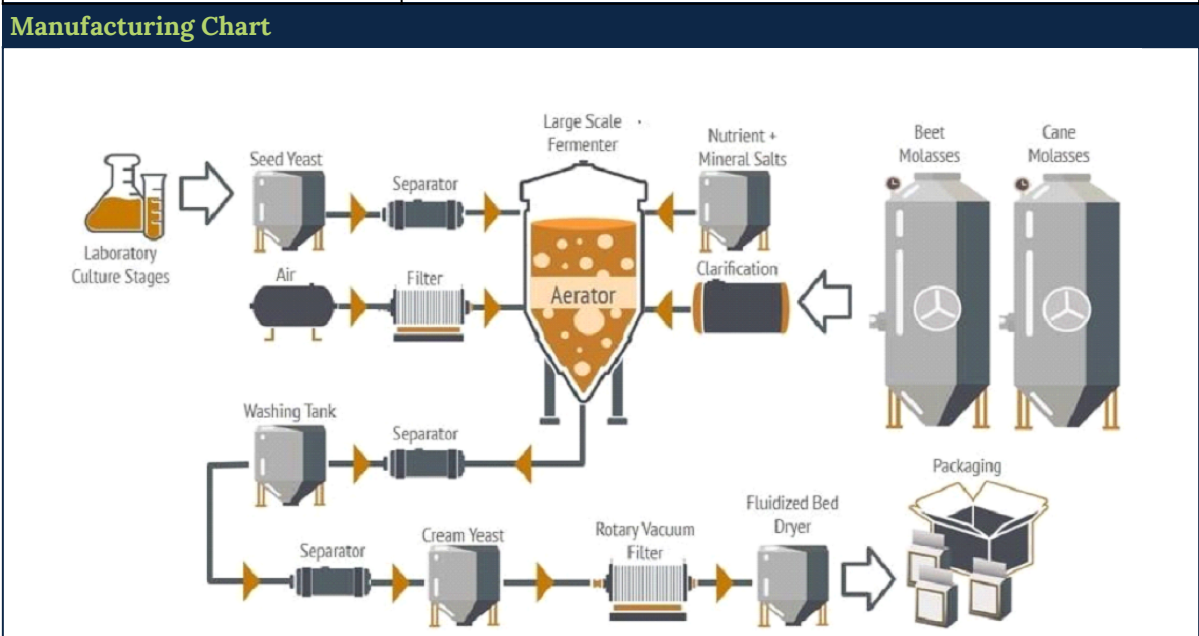 Manufacturing Chart
Large Scale
Fermenter
Nutrient +
Mineral Salts
Beet
Molasses
Cane
Molasses
Seed Yeast
Separator
Laboratory
Culture Stages
Air
Filter
Aerator
Clarification
Washing Tank
Separator
Packaging
Fluidized Bed
Dryer
Rotary Vacuum
Filter
Cream Yeast
Separator